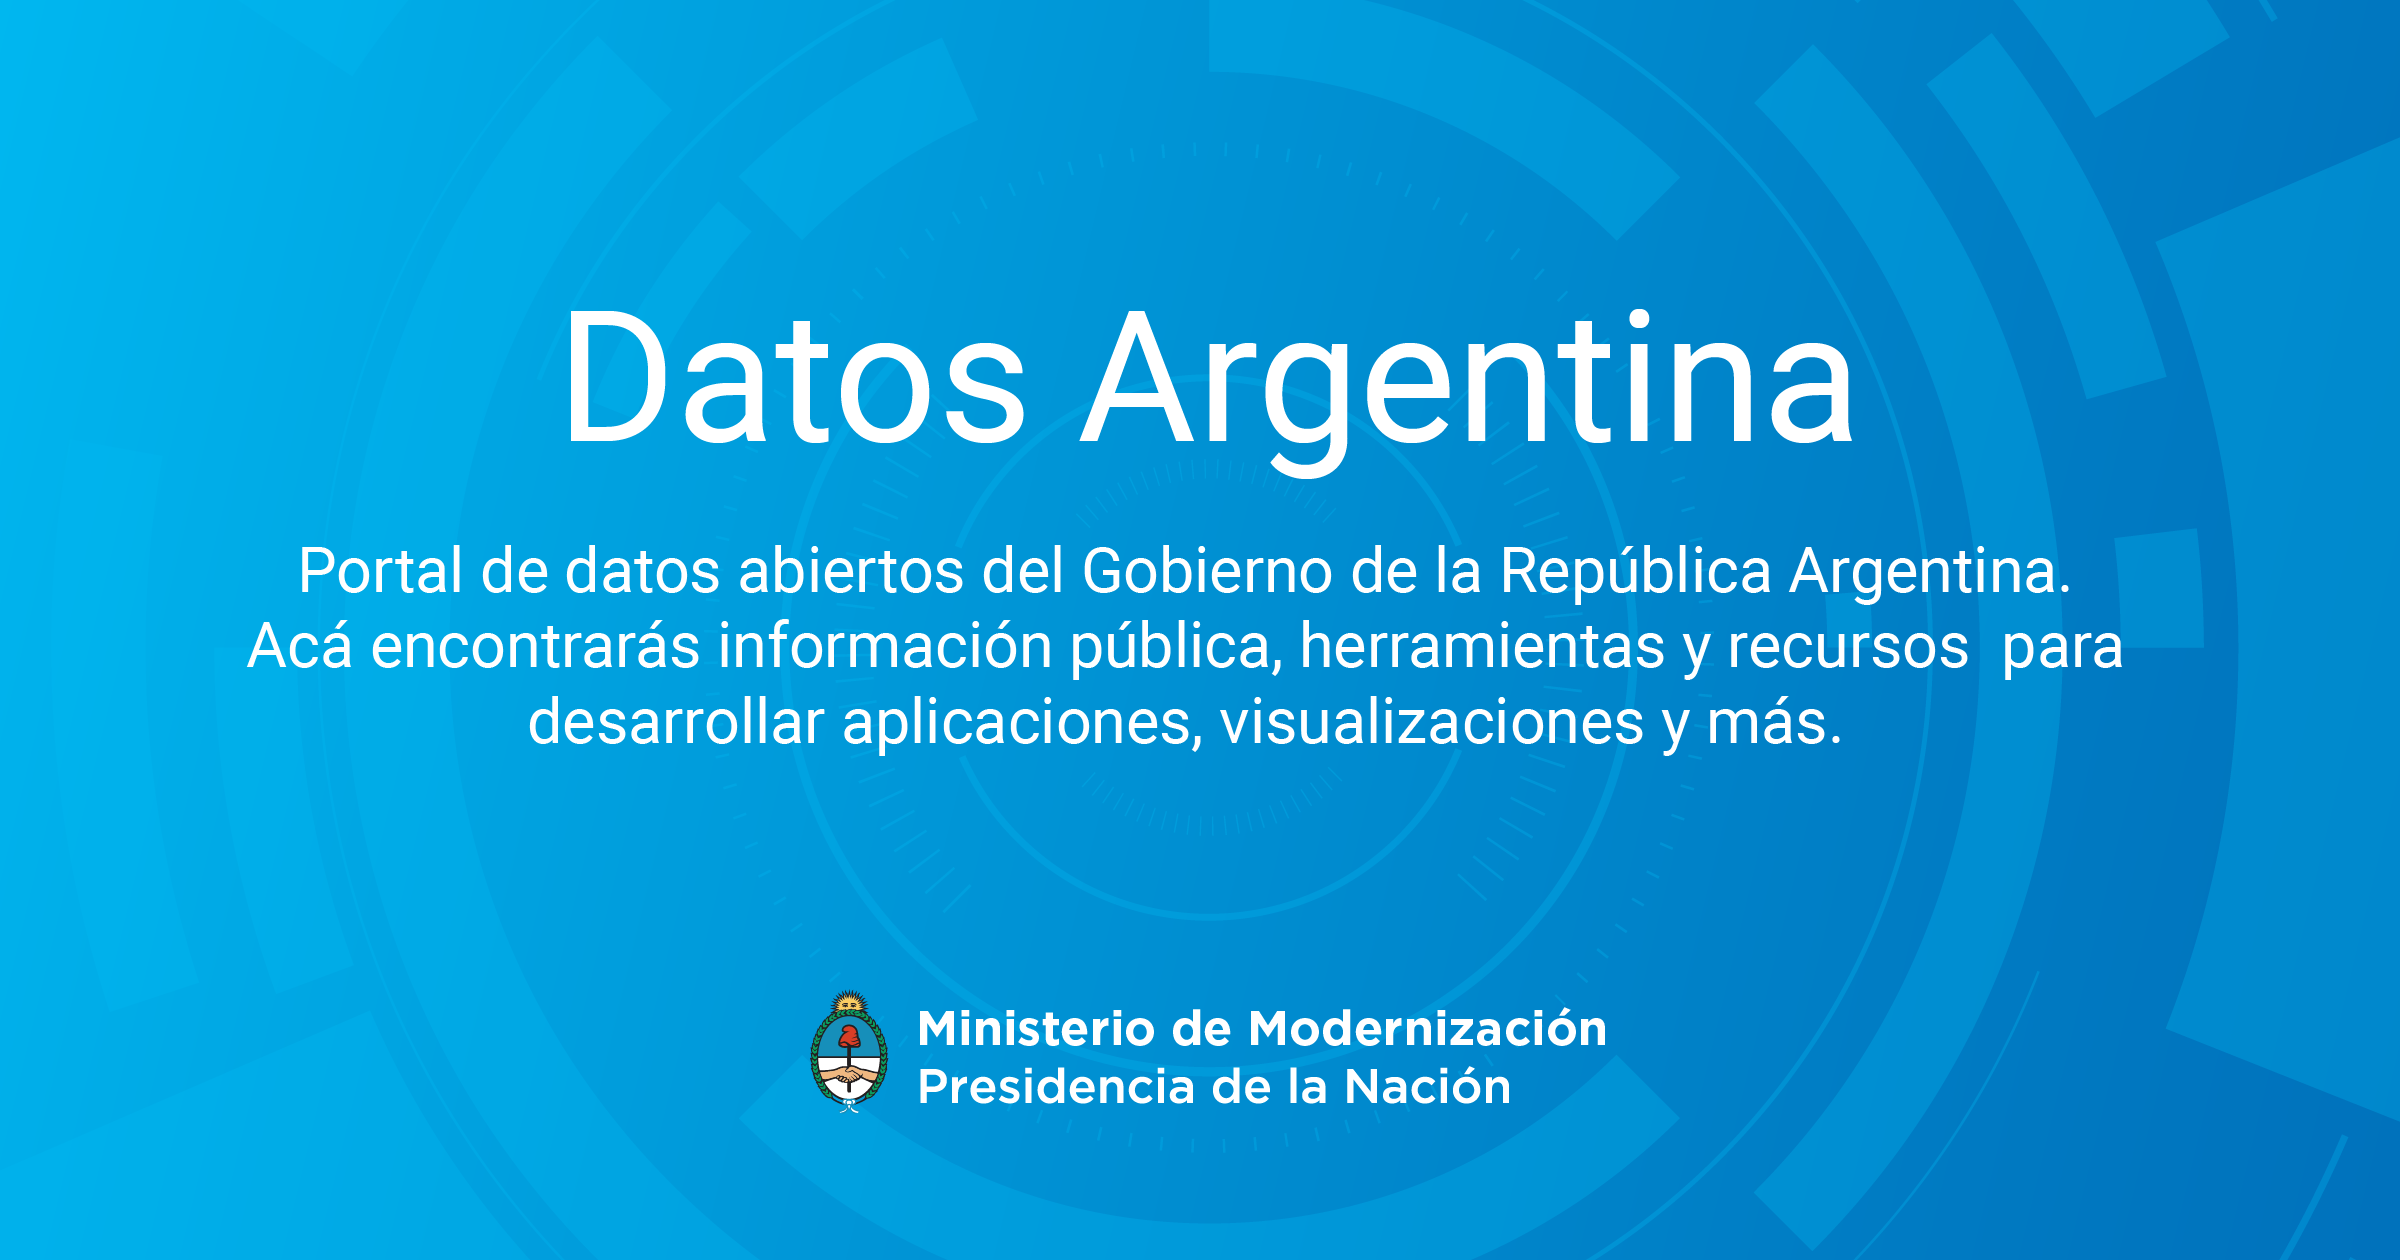 Datos Argentina
Portal de datos abiertos del Gobierno de la República Argentina.
Acá encontrarás información pública, herramientas y recursos  para
desarrollar aplicaciones, visualizaciones y más.
Ministerio de Modernización
Presidencia de la Nación